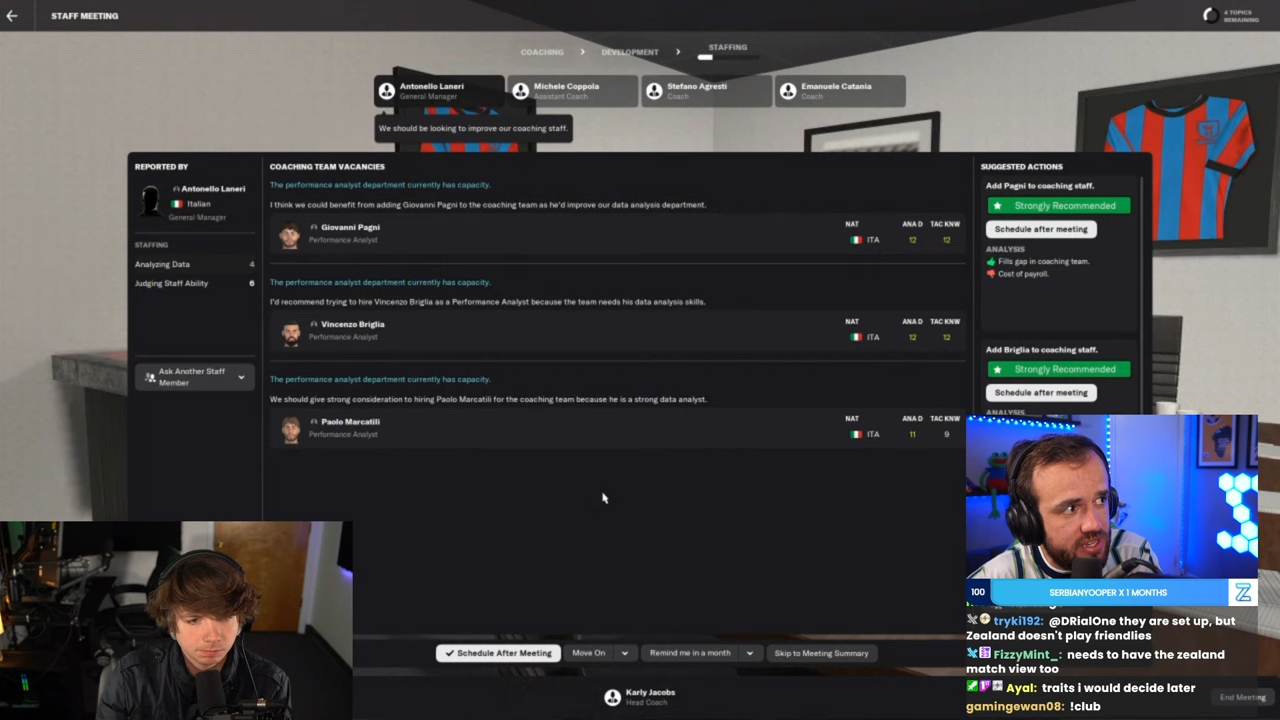 STAFF MEETING
4 TOPICS
REMAINING
COACHING
DEVELOPMENT
STAFFING
Antonello Laneri
General Manager
Michele Coppola
Assistant Coach
Stefano Agresti
Coach
Emanuele Catania
Coach
We should be looking to improve our coaching staff.
REPORTED BY
Antonello Laneri
Italian
General Manager
STAFFING
Analyzing Data 4
Judging Staff Ability 6
Ask Another Staff
Member
COACHING TEAM VACANCIES
The performance analyst department currently has capacity.
I think we could benefit from adding Giovanni Pagni to the coaching team as he'd improve our data analysis department.
Giovanni Pagni
Performance Analyst
NAT ANA D TAC KNW
ITA 12 12
The performance analyst department currently has capacity.
I'd recommend trying to hire Vincenzo Briglia as a Performance Analyst because the team needs his data analysis skills.
Vincenzo Briglia
Performance Analyst
NAT ANA D TAC KNW
ITA 12 12
The performance analyst department currently has capacity.
We should give strong consideration to hiring Paolo Marcatili for the coaching team because he is a strong data analyst.
Paolo Marcatili
Performance Analyst
NAT ANA D TAC KNW
ITA 11 9
SUGGESTED ACTIONS
Add Pagni to coaching staff.
Strongly Recommended
Schedule after meeting
ANALYSIS
Fills gap in coaching team.
Cost of payroll.
Add Briglia to coaching staff.
Strongly Recommended
Schedule after meeting
ANALYSIS
Schedule After Meeting
Move On
Remind me in a month
Skip to Meeting Summary
Karly Jacobs
Head Coach
End Meeting
100 SERBIANYOOPER X 1 MONTHS
tryki192: @DRialOne they are set up, but
Zealand doesn't play friendlies
FizzyMint_: needs to have the zealand
match view too
Ayal: traits i would decide later
gamingewan08: !club